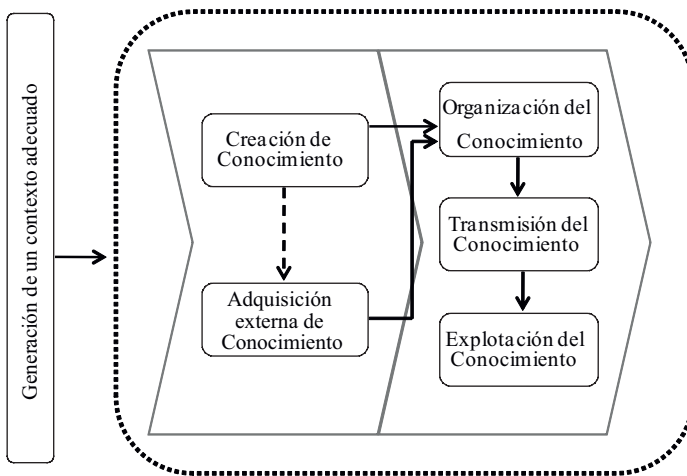 Generación de un contexto adecuado
Creación de
Conocimiento
Adquisición
externa de
Conocimiento
Organización del
Conocimiento
Transmisión del
Conocimiento
Explotación del
Conocimiento